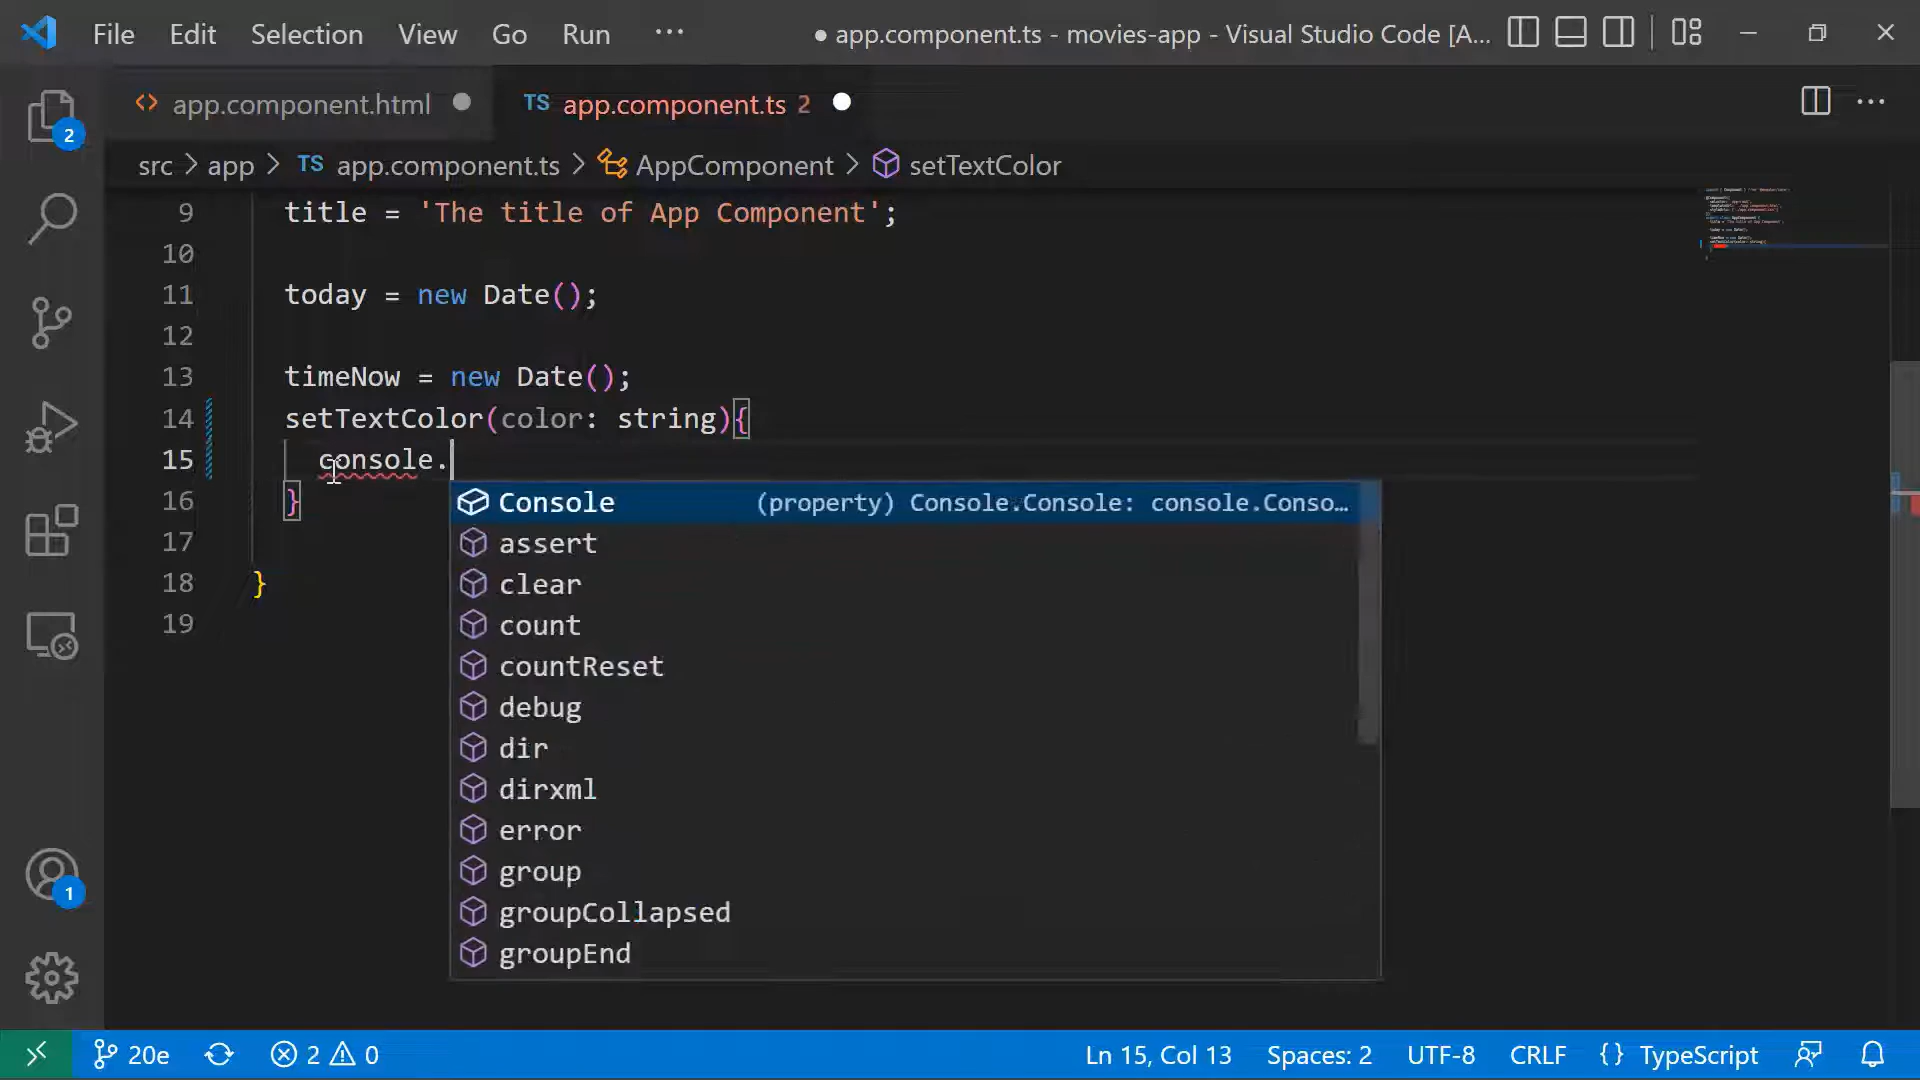 File Edit Selection View Go Run ··· ● app.component.ts - movies-app - Visual Studio Code [A...
<> app.component.html ● TS app.component.ts 2 ●
2
src > app > TS app.component.ts > AppComponent > setTextColor
9 title = 'The title of App Component';
10
11 today = new Date();
12
13 timeNow = new Date();
14 setTextColor(color: string){
15 console.
16 }
17
18 }
19
Console (property) Console.Console: console.Conso…
assert
clear
count
countReset
debug
dir
dirxml
error
group
groupCollapsed
groupEnd
1
20e 2 0 Ln 15, Col 13 Spaces: 2 UTF-8 CRLF {} TypeScript